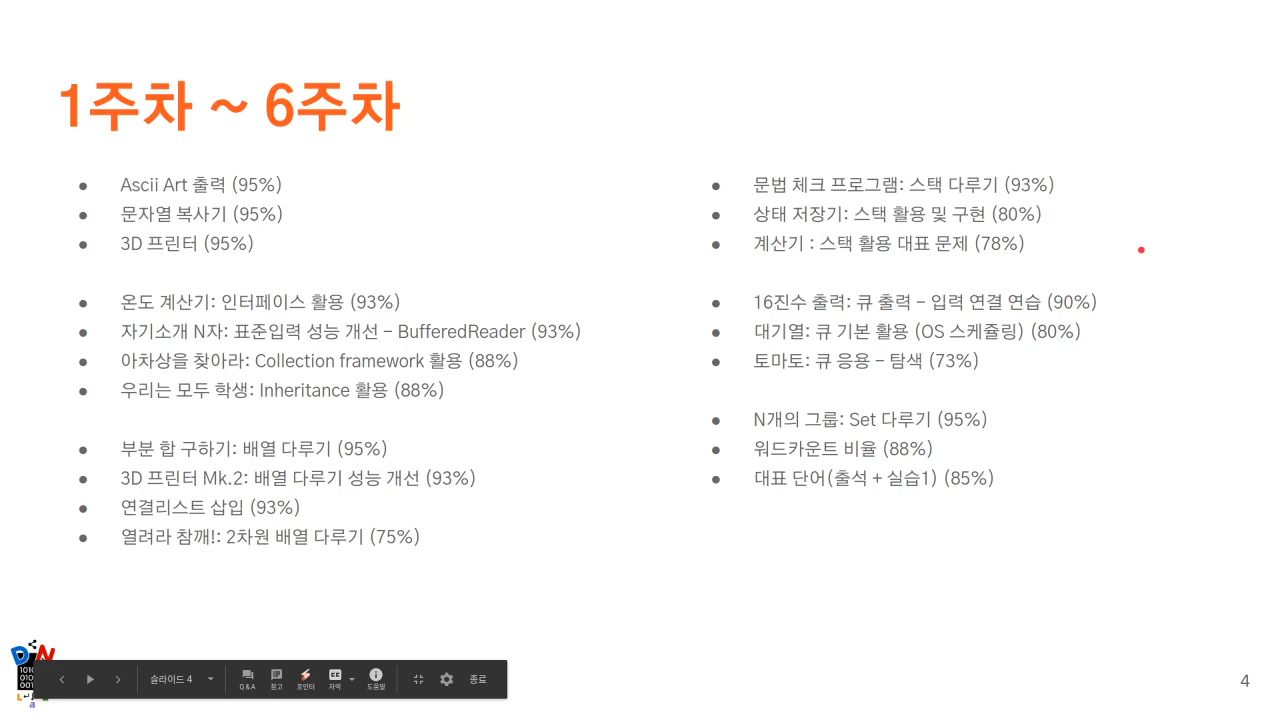 1주차 ~ 6주차
● Ascii Art 출력 (95%)
● 문자열 복사기 (95%)
● 3D 프린터 (95%)
● 온도 계산기: 인터페이스 활용 (93%)
● 자기소개 N자: 표준입력 성능 개선 – BufferedReader (93%)
● 아차상을 찾아라: Collection framework 활용 (88%)
● 우리는 모두 학생: Inheritance 활용 (88%)
● 부분 합 구하기: 배열 다루기 (95%)
● 3D 프린터 Mk.2: 배열 다루기 성능 개선 (93%)
● 연결리스트 삽입 (93%)
● 열려라 참깨!: 2차원 배열 다루기 (75%)
● 문법 체크 프로그램: 스택 다루기 (93%)
● 상태 저장기: 스택 활용 및 구현 (80%)
● 계산기 : 스택 활용 대표 문제 (78%)
● 16진수 출력: 큐 출력 – 입력 연결 연습 (90%)
● 대기열: 큐 기본 활용 (OS 스케쥴링) (80%)
● 토마토: 큐 응용 – 탐색 (73%)
● N개의 그룹: Set 다루기 (95%)
● 워드카운트 비율 (88%)
● 대표 단어(출석 + 실습1) (85%)
슬라이드 4
Q&A 참고 포인터 자막 도움말 종료
4